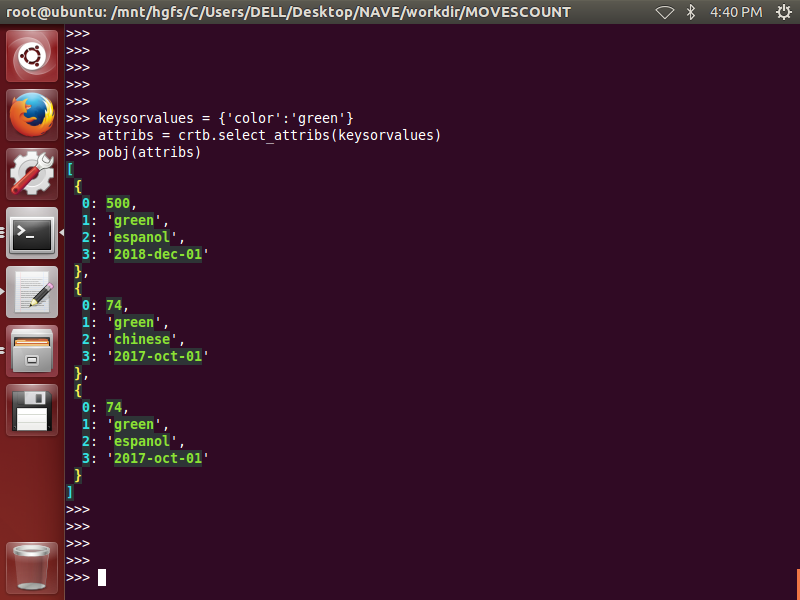 root@ubuntu: /mnt/hgfs/C/Users/DELL/Desktop/NAVE/workdir/MOVESCOUNT 4:40 PM
>>>
>>>
>>>
>>>
>>>
>>> keysorvalues = {'color':'green'}
>>> attribs = crtb.select_attribs(keysorvalues)
>>> pobj(attribs)
[
{
0: 500,
1: 'green',
2: 'espanol',
3: '2018-dec-01'
},
{
0: 74,
1: 'green',
2: 'chinese',
3: '2017-oct-01'
},
{
0: 74,
1: 'green',
2: 'espanol',
3: '2017-oct-01'
}
]
>>>
>>>
>>>
>>>
>>>